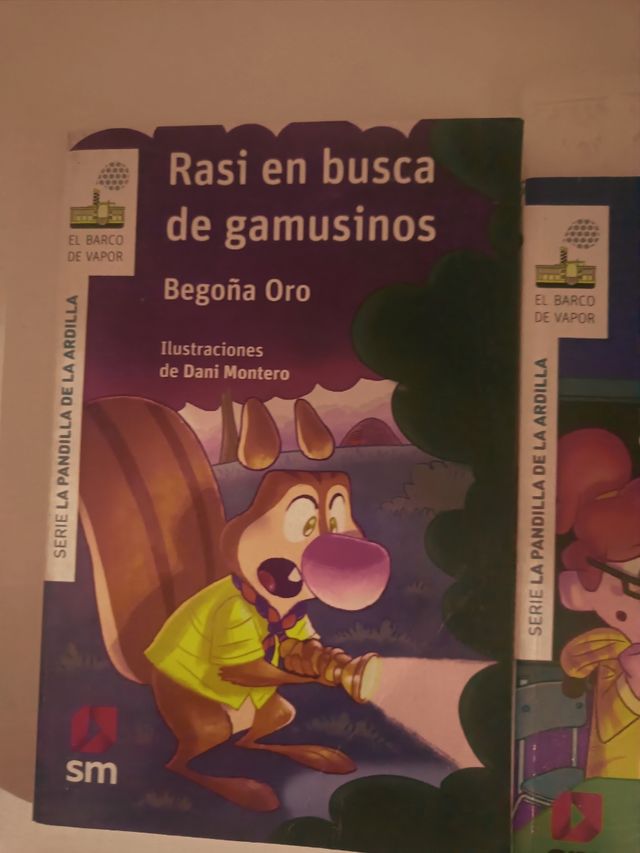 Rasi en busca
de gamusinos
EL BARCO
DE VAPOR
Begoña Oro
Ilustraciones
de Dani Montero
SERIE LA PANDILLA DE LA ARDILLA
sm
EL BARCO
DE VAPOR
SERIE LA PANDILLA DE LA ARDILLA